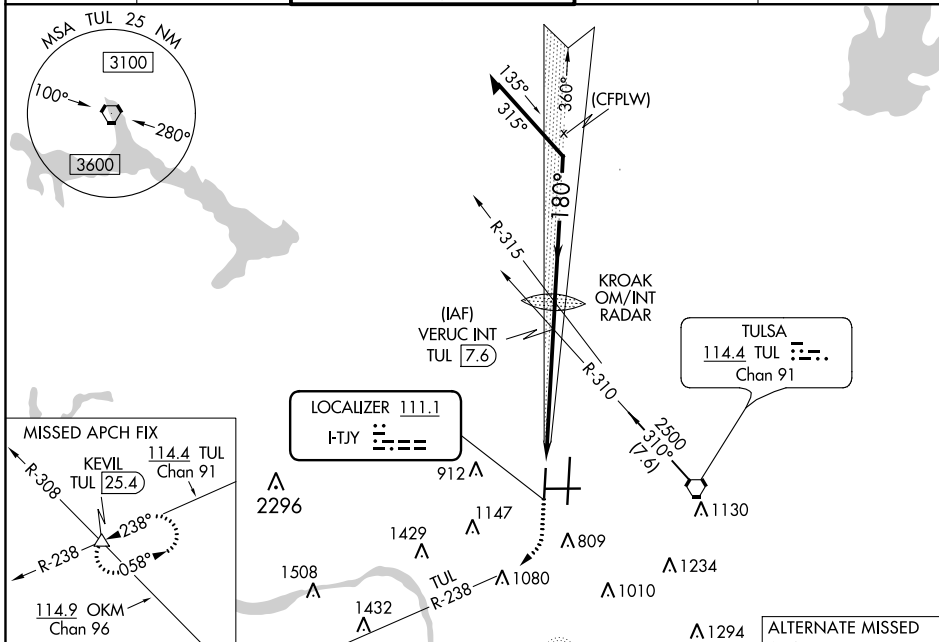 MSA TUL 25 NM
3100
100°
280°
3600
135°
315°
360°
(CFPLW)
180°
R-315
KROAK
OM/INT
RADAR
(IAF)
VERUC INT
TUL 7.6
R-310
TULSA
114.4 TUL
Chan 91
2500
310°
(7.6)
LOCALIZER 111.1
I-TJY
MISSED APCH FIX
KEVIL
TUL 25.4
114.4 TUL
Chan 91
R-308
238°
R-238
058°
114.9 OKM
Chan 96
2296
912
1147
1429
1508
1432
TUL
R-238
1080
809
1130
1234
1010
1294
ALTERNATE MISSED